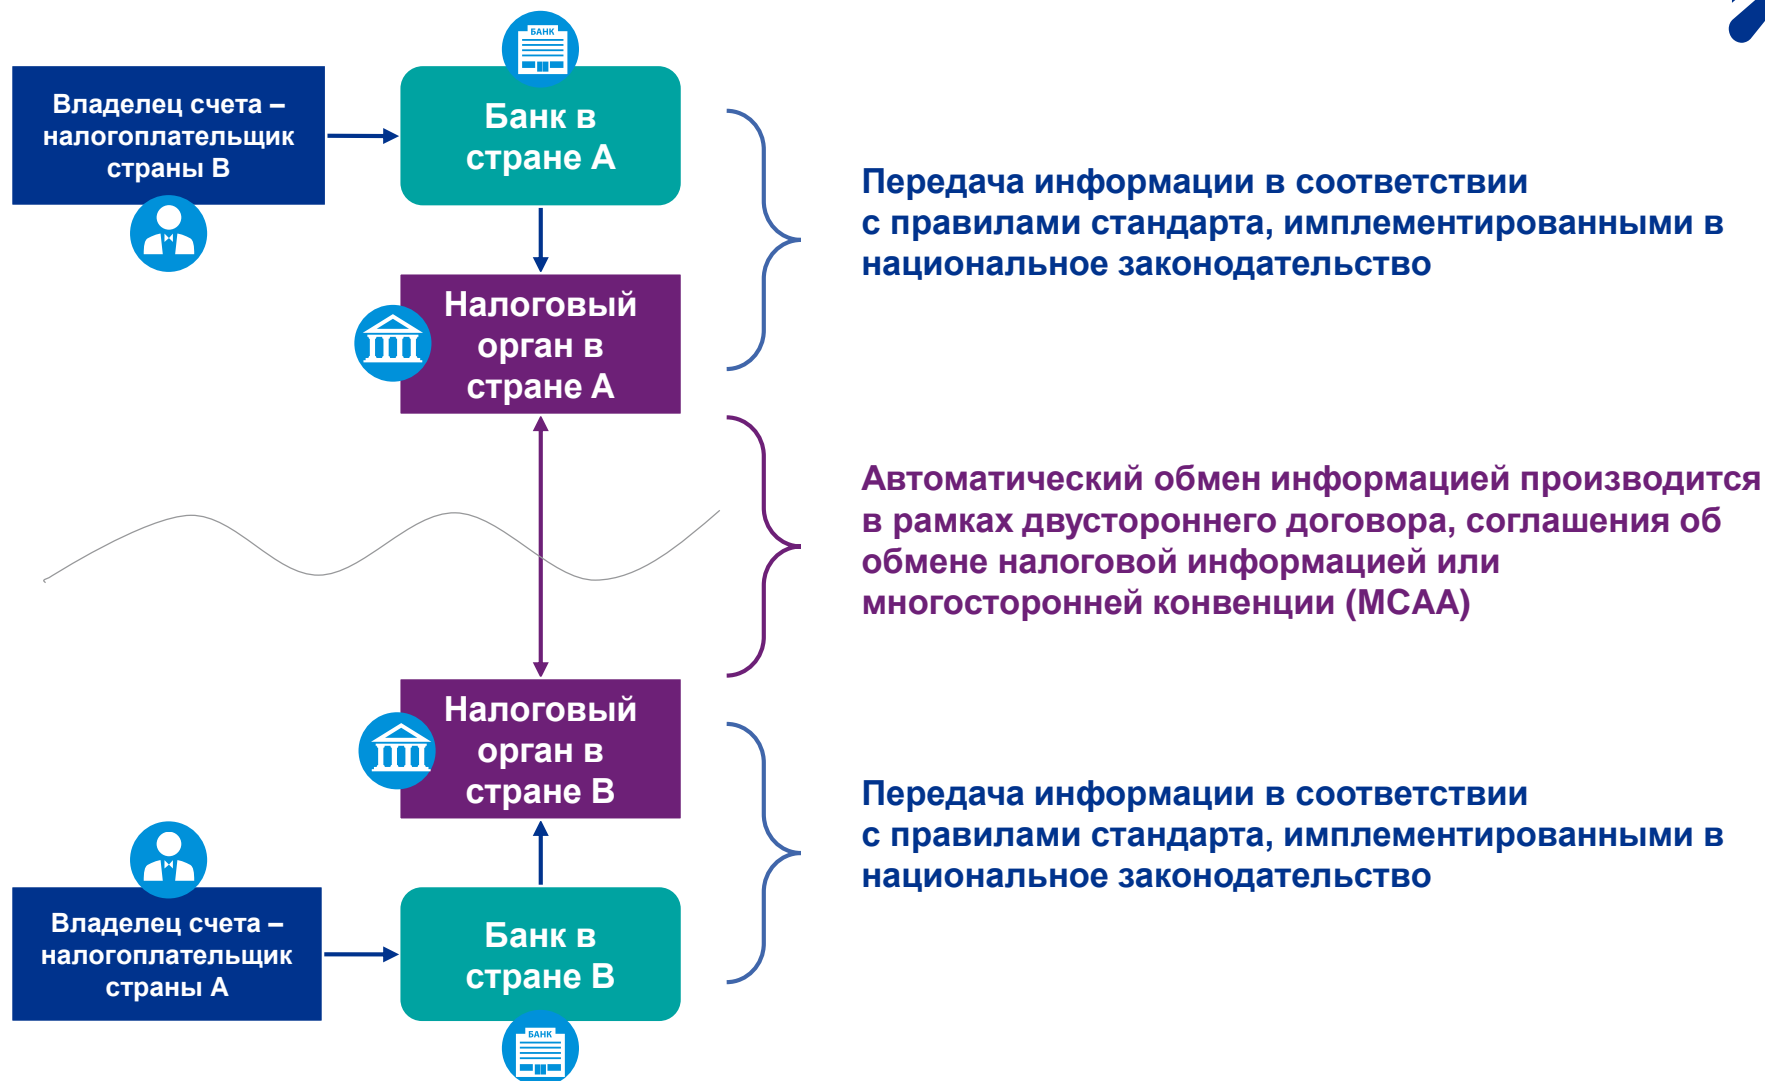 БАНК
Владелец счета –
налогоплательщик
страны В
Банк в
стране А
Передача информации в соответствии
с правилами стандарта, имплементированными в
национальное законодательство
Налоговый
орган в
стране А
Автоматический обмен информацией производится
в рамках двустороннего договора, соглашения об
обмене налоговой информацией или
многосторонней конвенции (MCAA)
Налоговый
орган в
стране В
Передача информации в соответствии
с правилами стандарта, имплементированными в
национальное законодательство
Владелец счета –
налогоплательщик
страны А
Банк в
стране В
БАНК